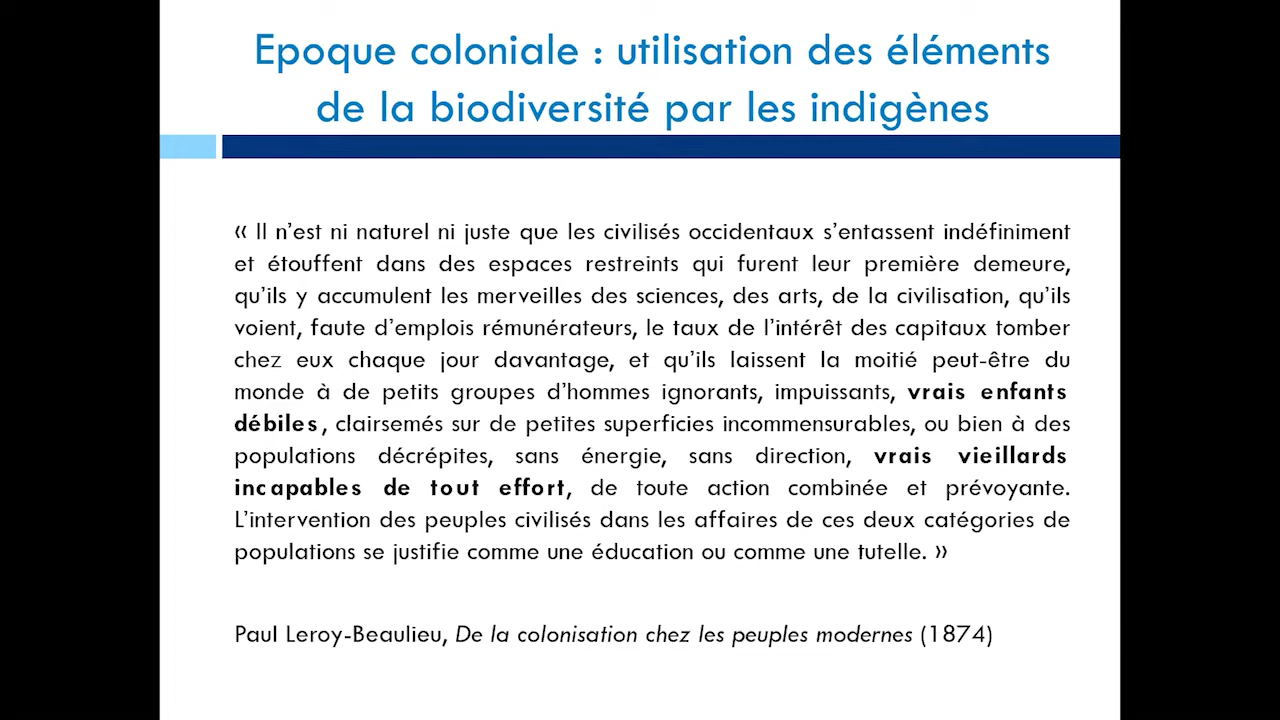 Epoque coloniale : utilisation des éléments
de la biodiversité par les indigènes
« Il n’est ni naturel ni juste que les civilisés occidentaux s’entassent indéfiniment
et étouffent dans des espaces restreints qui furent leur première demeure,
qu’ils y accumulent les merveilles des sciences, des arts, de la civilisation, qu’ils
voient, faute d’emplois rémunérateurs, le taux de l’intérêt des capitaux tomber
chez eux chaque jour davantage, et qu’ils laissent la moitié peut-être du
monde à de petits groupes d’hommes ignorants, impuissants, vrais enfants
débiles, clairsemés sur de petites superficies incommensurables, ou bien à des
populations décrépites, sans énergie, sans direction, vrais vieillards
incapables de tout effort, de toute action combinée et prévoyante.
L’intervention des peuples civilisés dans les affaires de ces deux catégories de
populations se justifie comme une éducation ou comme une tutelle. »
Paul Leroy-Beaulieu, De la colonisation chez les peuples modernes (1874)